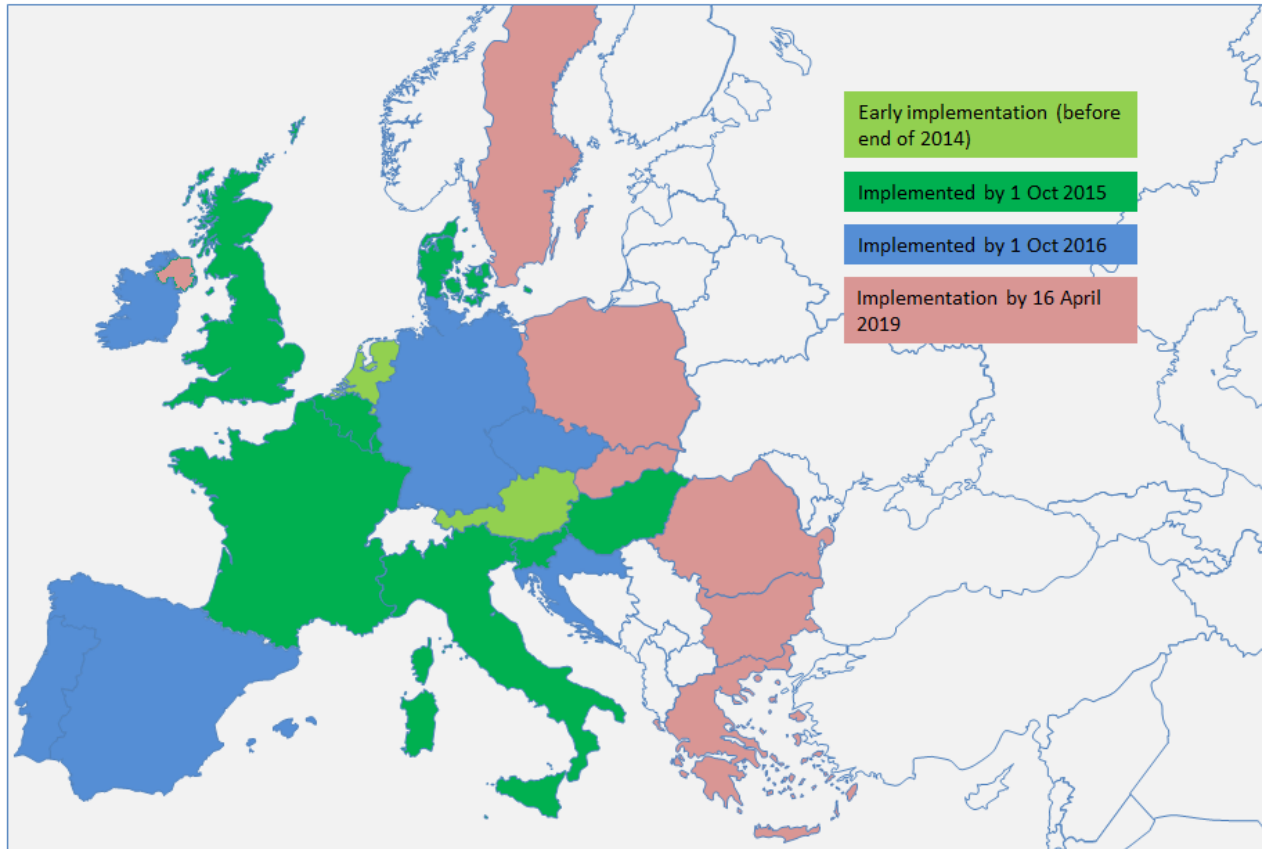 Early implementation (before
end of 2014)
Implemented by 1 Oct 2015
Implemented by 1 Oct 2016
Implementation by 16 April
2019